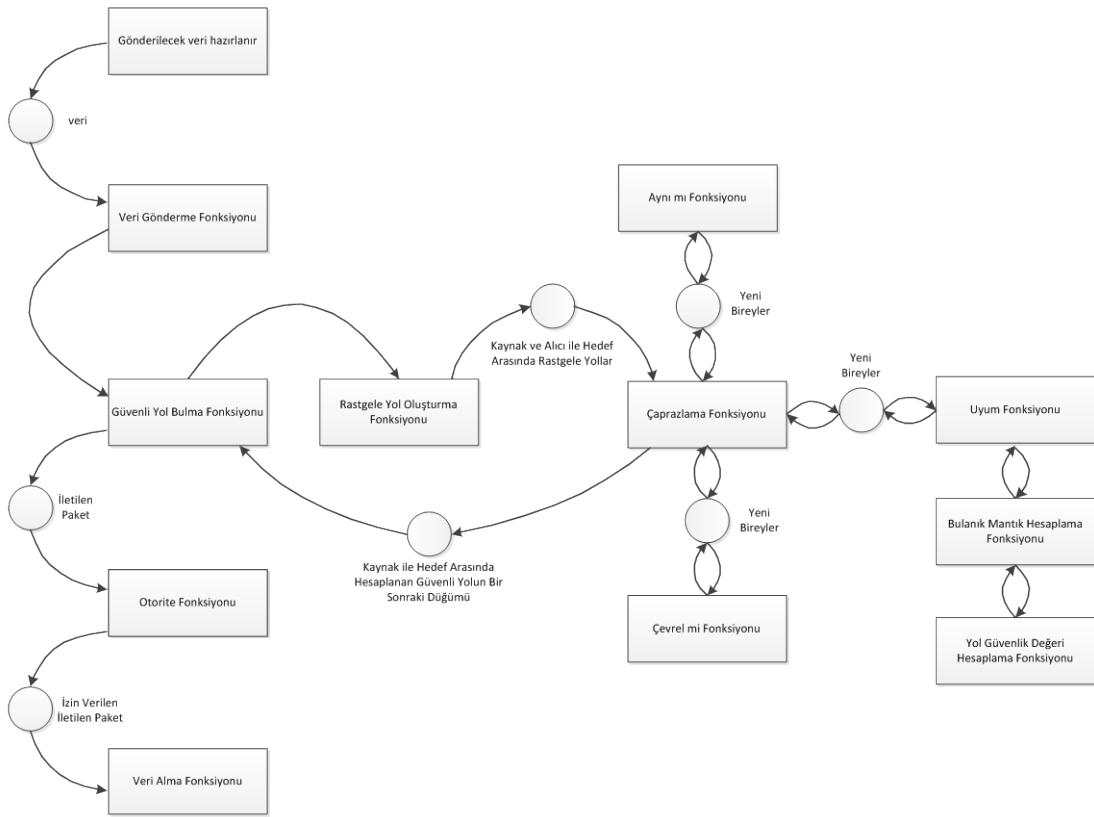 Gönderilecek veri hazırlanır
veri
Veri Gönderme Fonksiyonu
Güvenli Yol Bulma Fonksiyonu
İletilen
Paket
Otorite Fonksiyonu
İzin Verilen
İletilen Paket
Veri Alma Fonksiyonu
Rastgele Yol Oluşturma
Fonksiyonu
Kaynak ve Alıcı ile Hedef
Arasında Rastgele Yollar
Kaynak ile Hedef Arasında
Hesaplanan Güvenli Yolun Bir
Sonraki Düğümü
Aynı mı Fonksiyonu
Yeni
Bireyler
Çaprazlama Fonksiyonu
Yeni
Bireyler
Çevrel mi Fonksiyonu
Yeni
Bireyler
Uyum Fonksiyonu
Bulanık Mantık Hesaplama
Fonksiyonu
Yol Güvenlik Değeri
Hesaplama Fonksiyonu